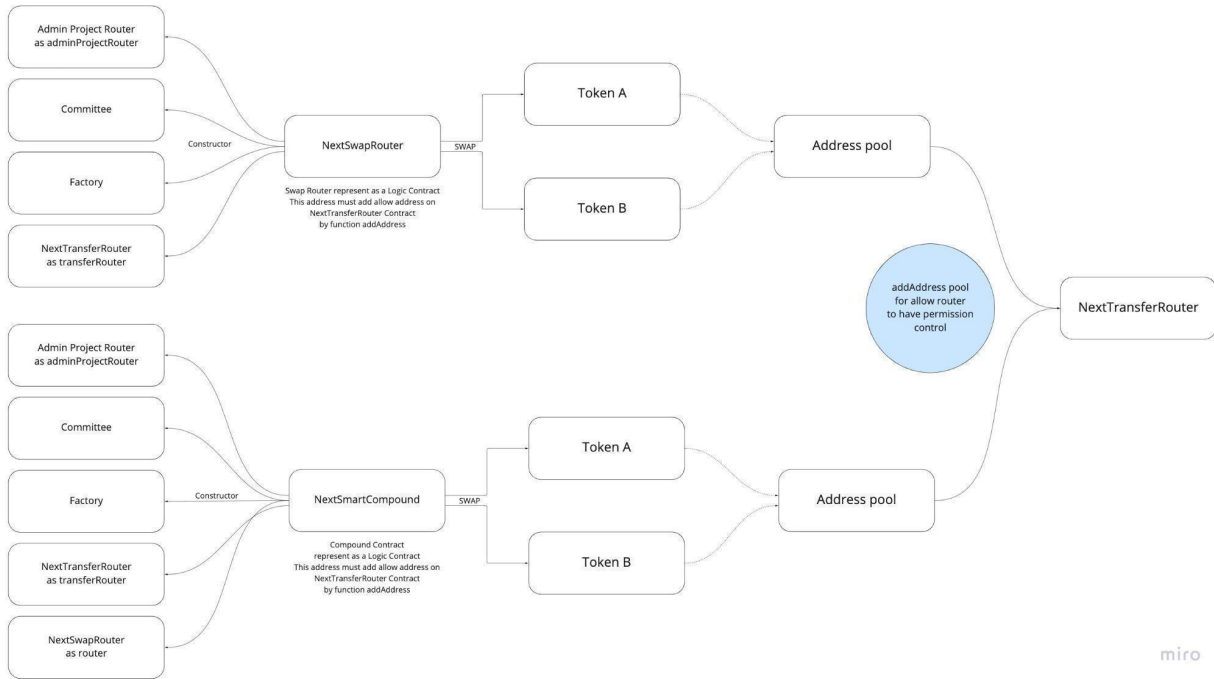 Admin Project Router
as adminProjectRouter
Committee
Constructor
Factory
NextTransferRouter
as transferRouter
NextSwapRouter
Swap Router represent as a Logic Contract
This address must add allow address on
NextTransferRouter Contract
by function addAddress
SWAP
Token A
Token B
Address pool
addAddress pool
for allow router
to have permission
control
NextTransferRouter
Admin Project Router
as adminProjectRouter
Committee
Factory
Constructor
NextTransferRouter
as transferRouter
NextSwapRouter
as router
NextSmartCompound
Compound Contract
represent as a Logic Contract
This address must add allow address on
NextTransferRouter Contract
by function addAddress
SWAP
Token A
Token B
Address pool
miro